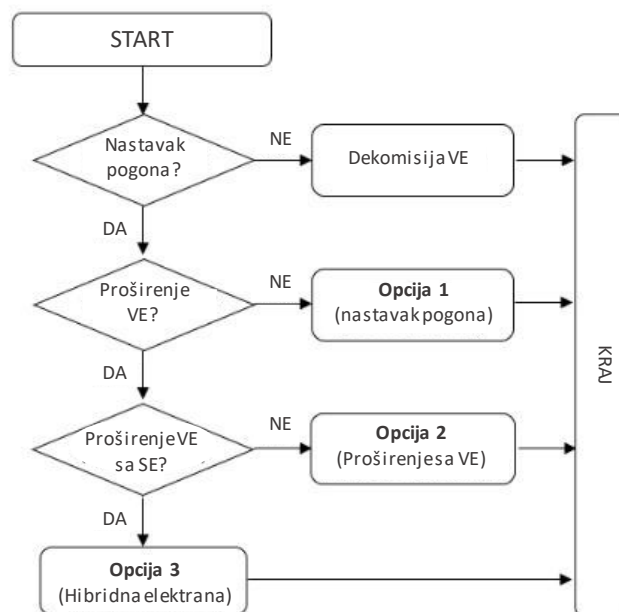 START
Nastavak
pogona?
NE
Dekomisija VE
DA
Proširenje
VE?
NE
Opcija 1
(nastavak pogona)
DA
Proširenje VE
sa SE?
NE
Opcija 2
(Proširenje sa VE)
DA
Opcija 3
(Hibridna elektrana)
KRAJ